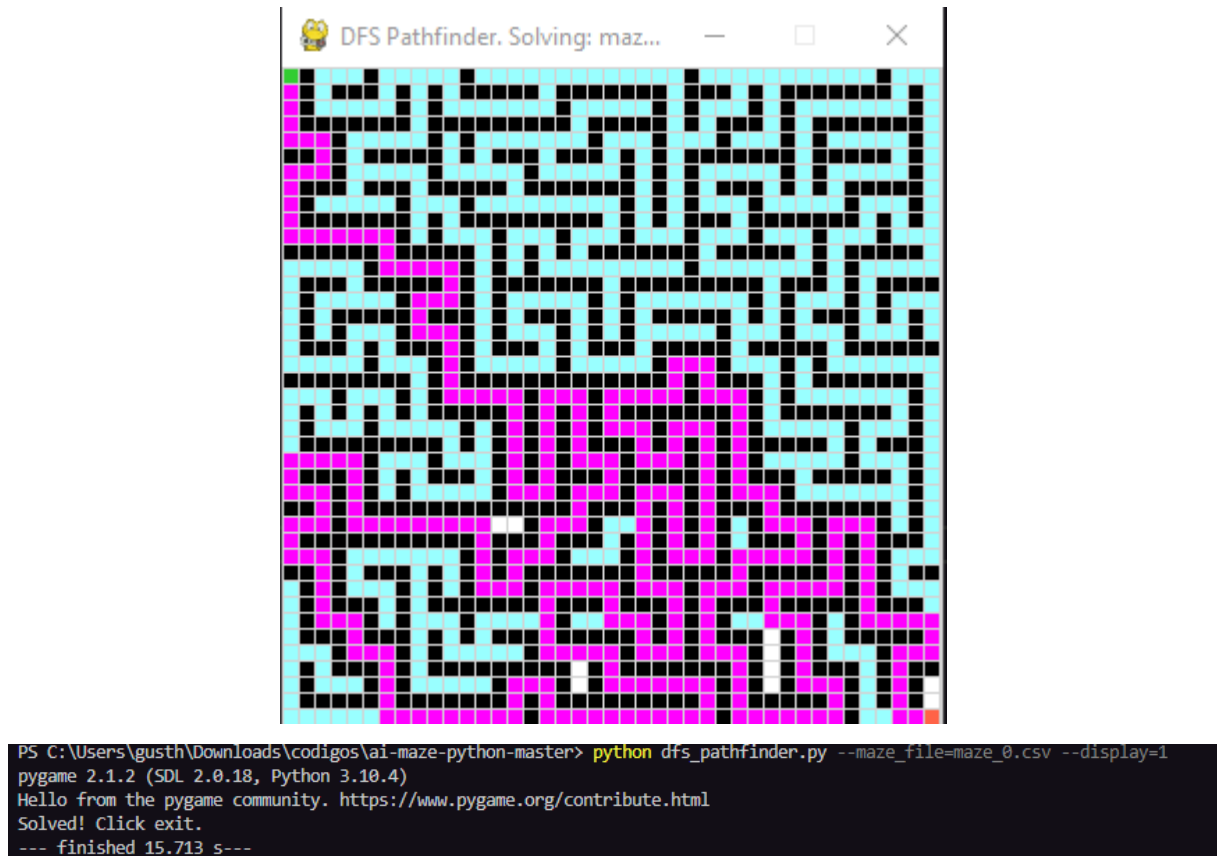 DFS Pathfinder. Solving: maz...
PS C:\Users\gusth\Downloads\codigos\ai-maze-python-master> python dfs_pathfinder.py --maze_file=maze_0.csv --display=1
pygame 2.1.2 (SDL 2.0.18, Python 3.10.4)
Hello from the pygame community. https://www.pygame.org/contribute.html
Solved! Click exit.
--- finished 15.713 s---